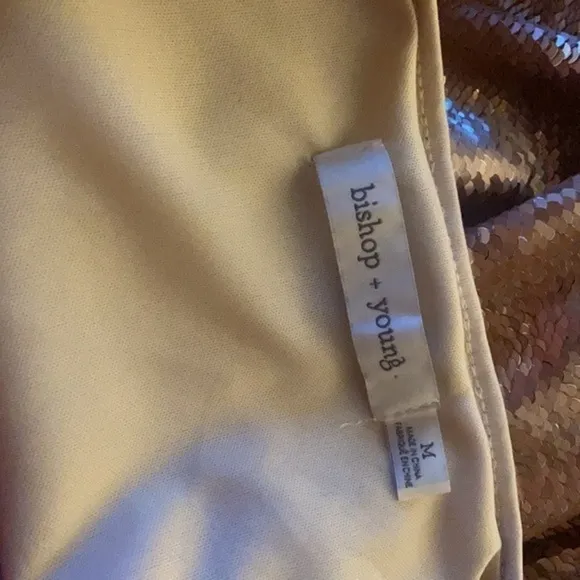 bishop + young.
M
MADE IN CHINA
FABRIQUÉ EN CHINE